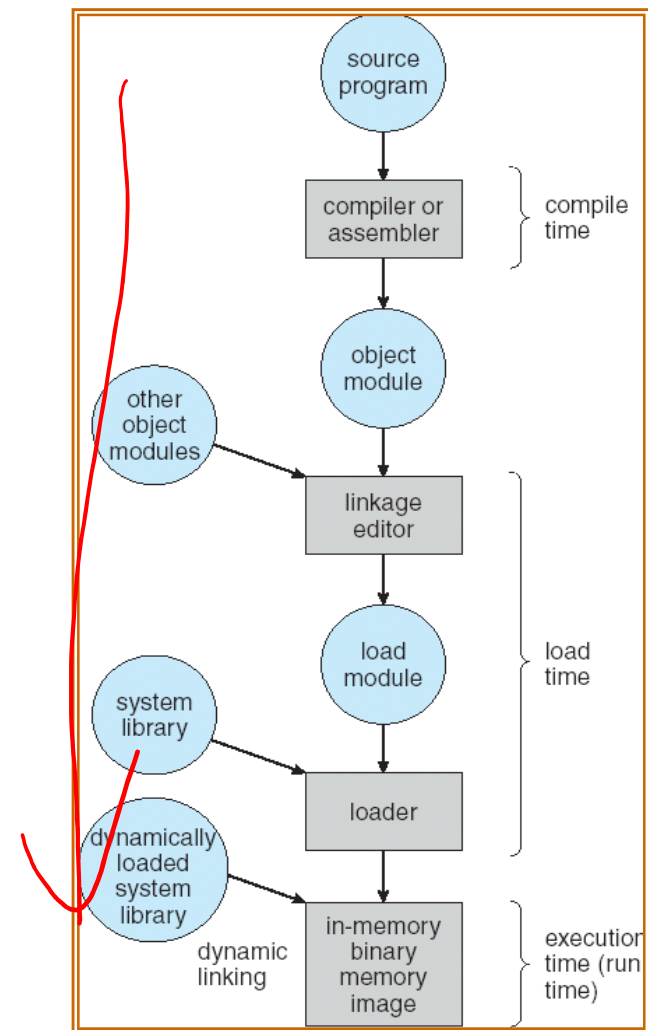 source
program
compiler or
assembler
compile
time
object
module
other
object
modules
linkage
editor
load
module
load
time
system
library
loader
dynamically
loaded
system
library
dynamic
linking
in-memory
binary
memory
image
execution
time (run
time)